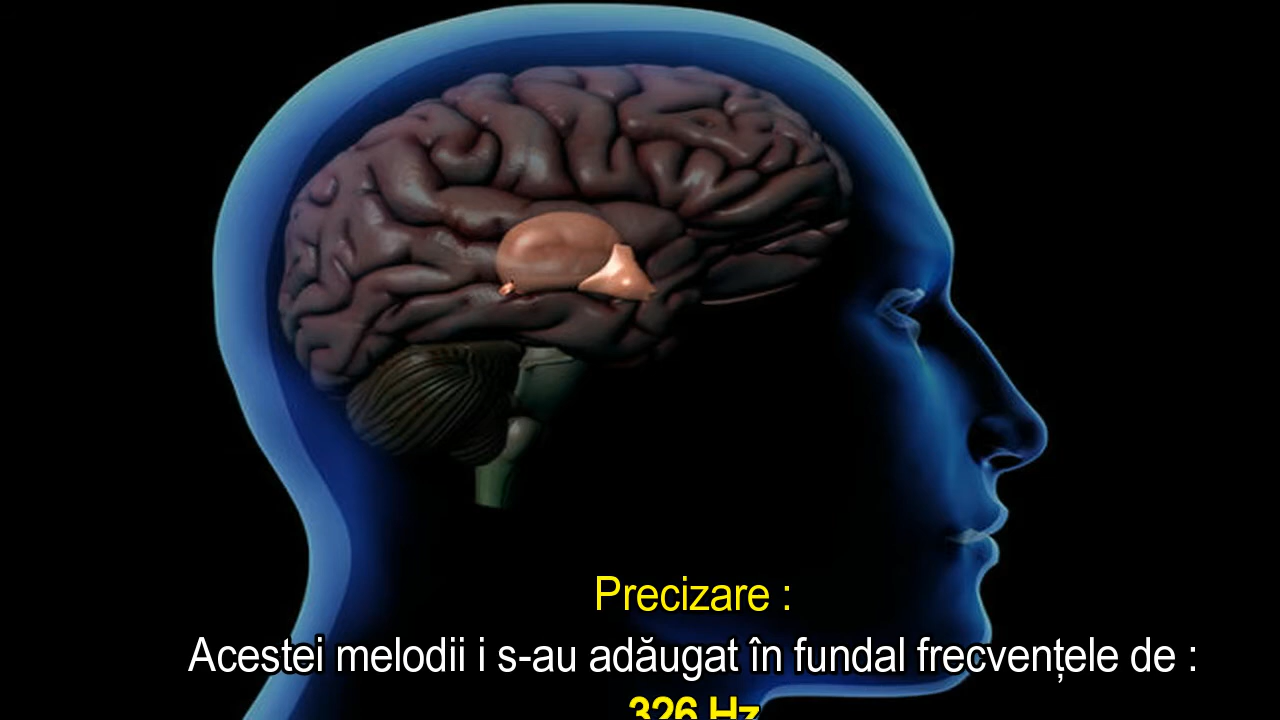 Precizare :
Acestei melodii i s-au adăugat în fundal frecvențele de :
326 Hz